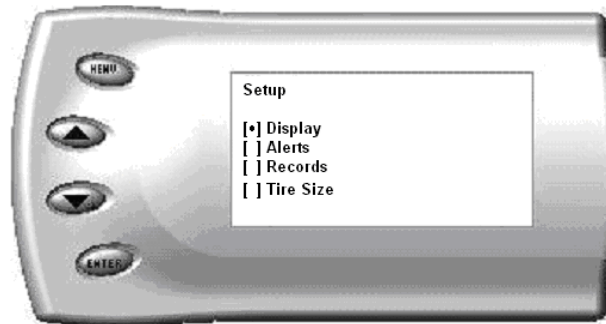 MENU
Setup
[•] Display
[ ] Alerts
[ ] Records
[ ] Tire Size
ENTER